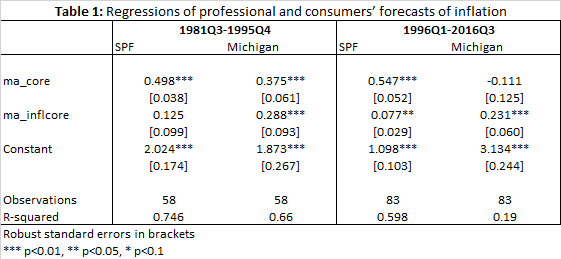 Table 1: Regressions of professional and consumers' forecasts of inflation
1981Q3-1995Q4 1996Q1-2016Q3
SPF Michigan SPF Michigan
ma_core 0.498*** 0.375*** 0.547*** -0.111
[0.038] [0.061] [0.052] [0.125]
ma_inflcore 0.125 0.288*** 0.077** 0.231***
[0.099] [0.093] [0.029] [0.060]
Constant 2.024*** 1.873*** 1.098*** 3.134***
[0.174] [0.267] [0.103] [0.244]
Observations 58 58 83 83
R-squared 0.746 0.66 0.598 0.19
Robust standard errors in brackets
*** p<0.01, ** p<0.05, * p<0.1